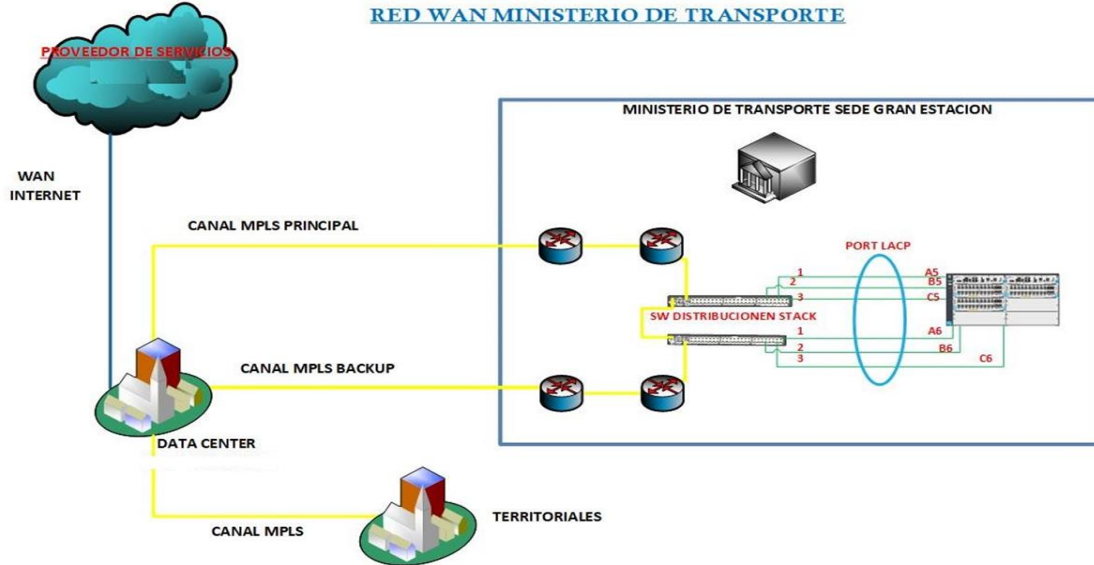 RED WAN MINISTERIO DE TRANSPORTE
PROVEEDOR DE SERVICIOS
MINISTERIO DE TRANSPORTE SEDE GRAN ESTACION
WAN
INTERNET
CANAL MPLS PRINCIPAL
PORT LACP
1
2
3
A5
B5
C5
SW DISTRIBUCIONEN STACK
1
2
3
A6
B6
C6
CANAL MPLS BACKUP
DATA CENTER
CANAL MPLS
TERRITORIALES